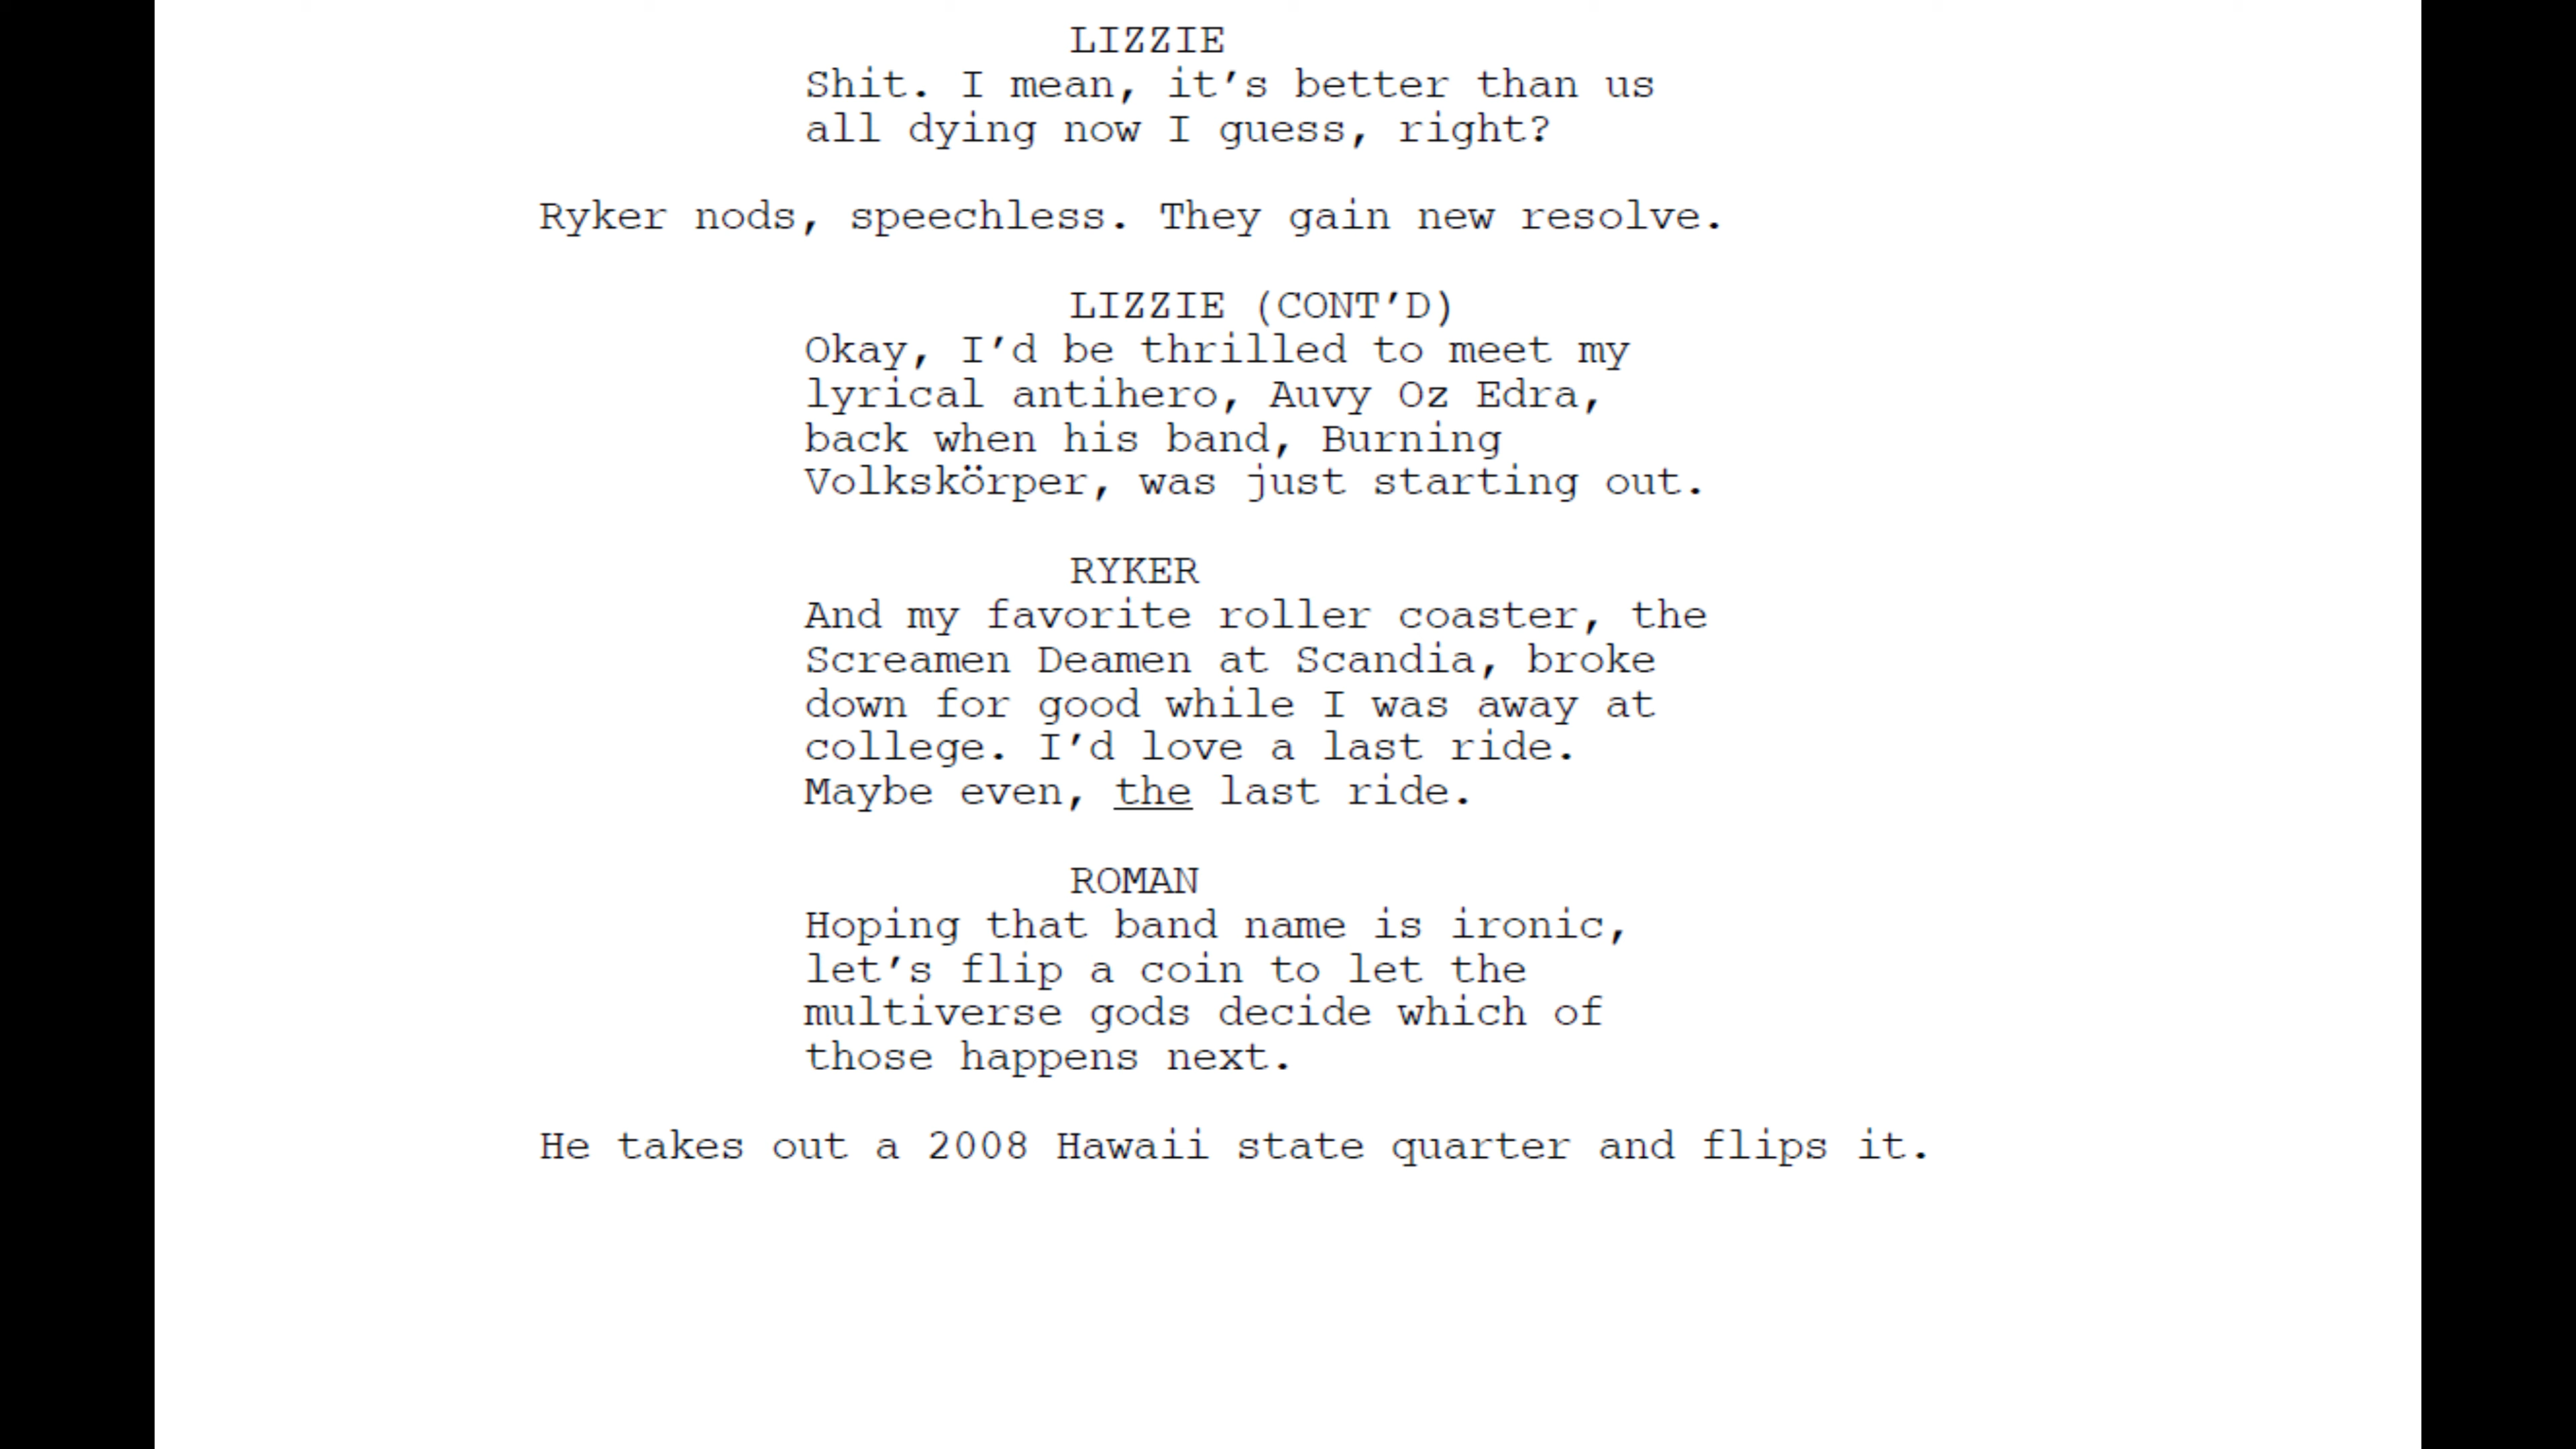 LIZZIE
Shit. I mean, it’s better than us
all dying now I guess, right?
Ryker nods, speechless. They gain new resolve.
LIZZIE (CONT’D)
Okay, I’d be thrilled to meet my
lyrical antihero, Auvy Oz Edra,
back when his band, Burning
Volkskörper, was just starting out.
RYKER
And my favorite roller coaster, the
Screamen Deamen at Scandia, broke
down for good while I was away at
college. I’d love a last ride.
Maybe even, the last ride.
ROMAN
Hoping that band name is ironic,
let’s flip a coin to let the
multiverse gods decide which of
those happens next.
He takes out a 2008 Hawaii state quarter and flips it.